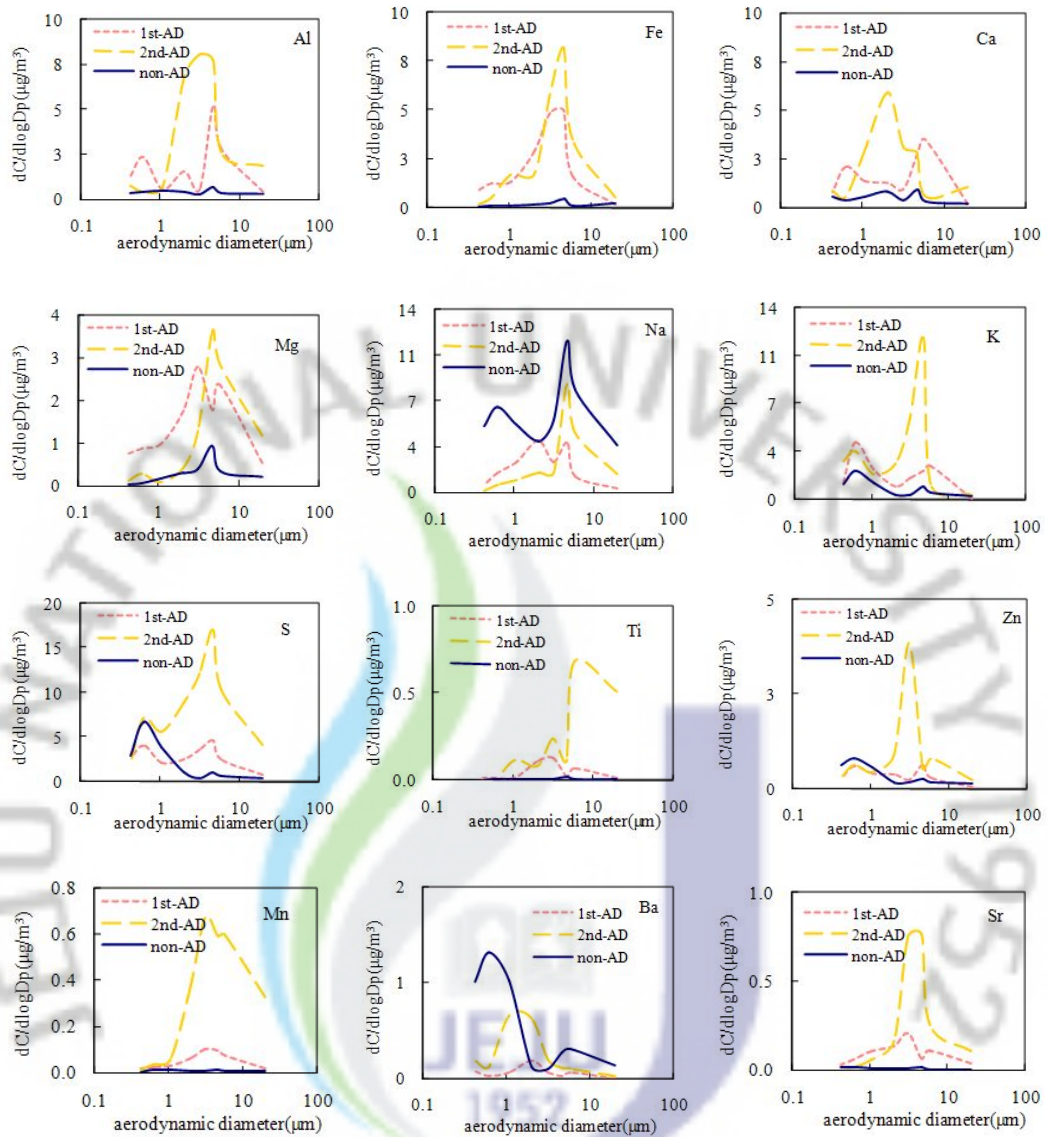 10
8
5
3
0
dC/dlogDp(μg/m³)
1st-AD
2nd-AD
non-AD
Al
0.1
1
10
100
aerodynamic diameter(μm)
10
8
6
3
2
0
dC/dlogDp(μg/m³)
1st-AD
2nd-AD
non-AD
Fe
0.1
1
10
100
aerodynamic diameter(μm)
10
8
6
3
2
0
dC/dlogDp(μg/m³)
1st-AD
2nd-AD
non-AD
Ca
0.1
1
10
100
aerodynamic diameter(μm)
4
3
2
1
0
dC/dlogDp(μg/m³)
1st-AD
2nd-AD
non-AD
Mg
0.1
1
10
100
aerodynamic diameter(μm)
14
11
7
4
0
dC/dlogDp(μg/m³)
1st-AD
2nd-AD
non-AD
Na
0.1
1
10
100
aerodynamic diameter(μm)
14
11
7
4
0
dC/dlogDp(μg/m³)
1st-AD
2nd-AD
non-AD
K
0.1
1
10
100
aerodynamic diameter(μm)
20
15
10
5
0
dC/dlogDp(μg/m³)
1st-AD
2nd-AD
non-AD
S
0.1
1
10
100
aerodynamic diameter(μm)
1.0
0.5
0.0
dC/dlogDp(μg/m³)
1st-AD
2nd-AD
non-AD
Ti
0.1
1
10
100
aerodynamic diameter(μm)
5
3
0
dC/dlogDp(μg/m³)
1st-AD
2nd-AD
non-AD
Zn
0.1
1
10
100
aerodynamic diameter(μm)
0.8
0.6
0.4
0.2
0.0
dC/dlogDp(μg/m³)
1st-AD
2nd-AD
non-AD
Mn
0.1
1
10
100
aerodynamic diameter(μm)
2
1
0
dC/dlogDp(μg/m³)
1st-AD
2nd-AD
non-AD
Ba
0.1
1
10
100
aerodynamic diameter(μm)
1.0
0.5
0.0
dC/dlogDp(μg/m³)
1st-AD
2nd-AD
non-AD
Sr
0.1
1
10
100
aerodynamic diameter(μm)
JEJU NATIONAL UNIVERSITY 1952
JEJU
1952